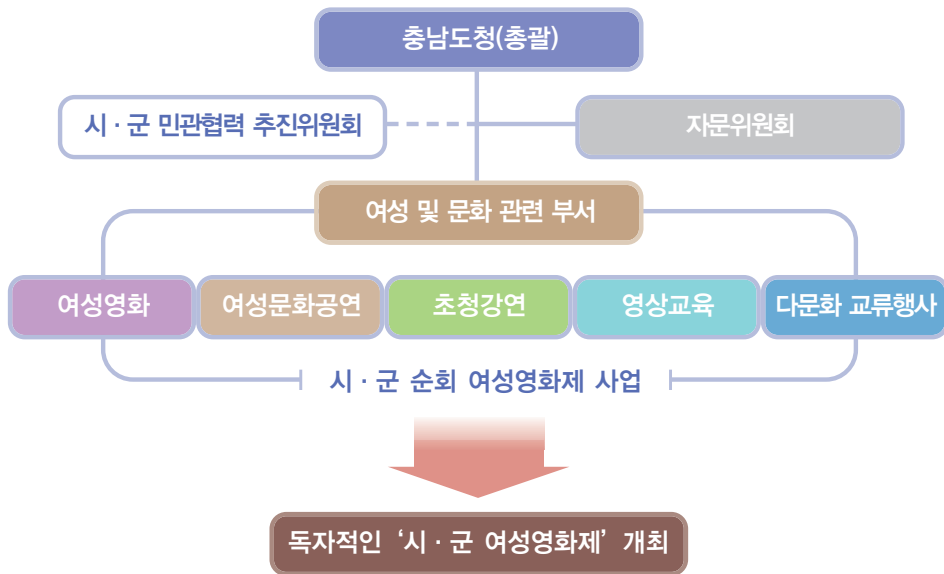 충남도청(총괄)
시 · 군 민관협력 추진위원회
자문위원회
여성 및 문화 관련 부서
여성영화
여성문화공연
초청강연
영상교육
다문화 교류행사
시 · 군 순회 여성영화제 사업
독자적인 ‘시 · 군 여성영화제’ 개최